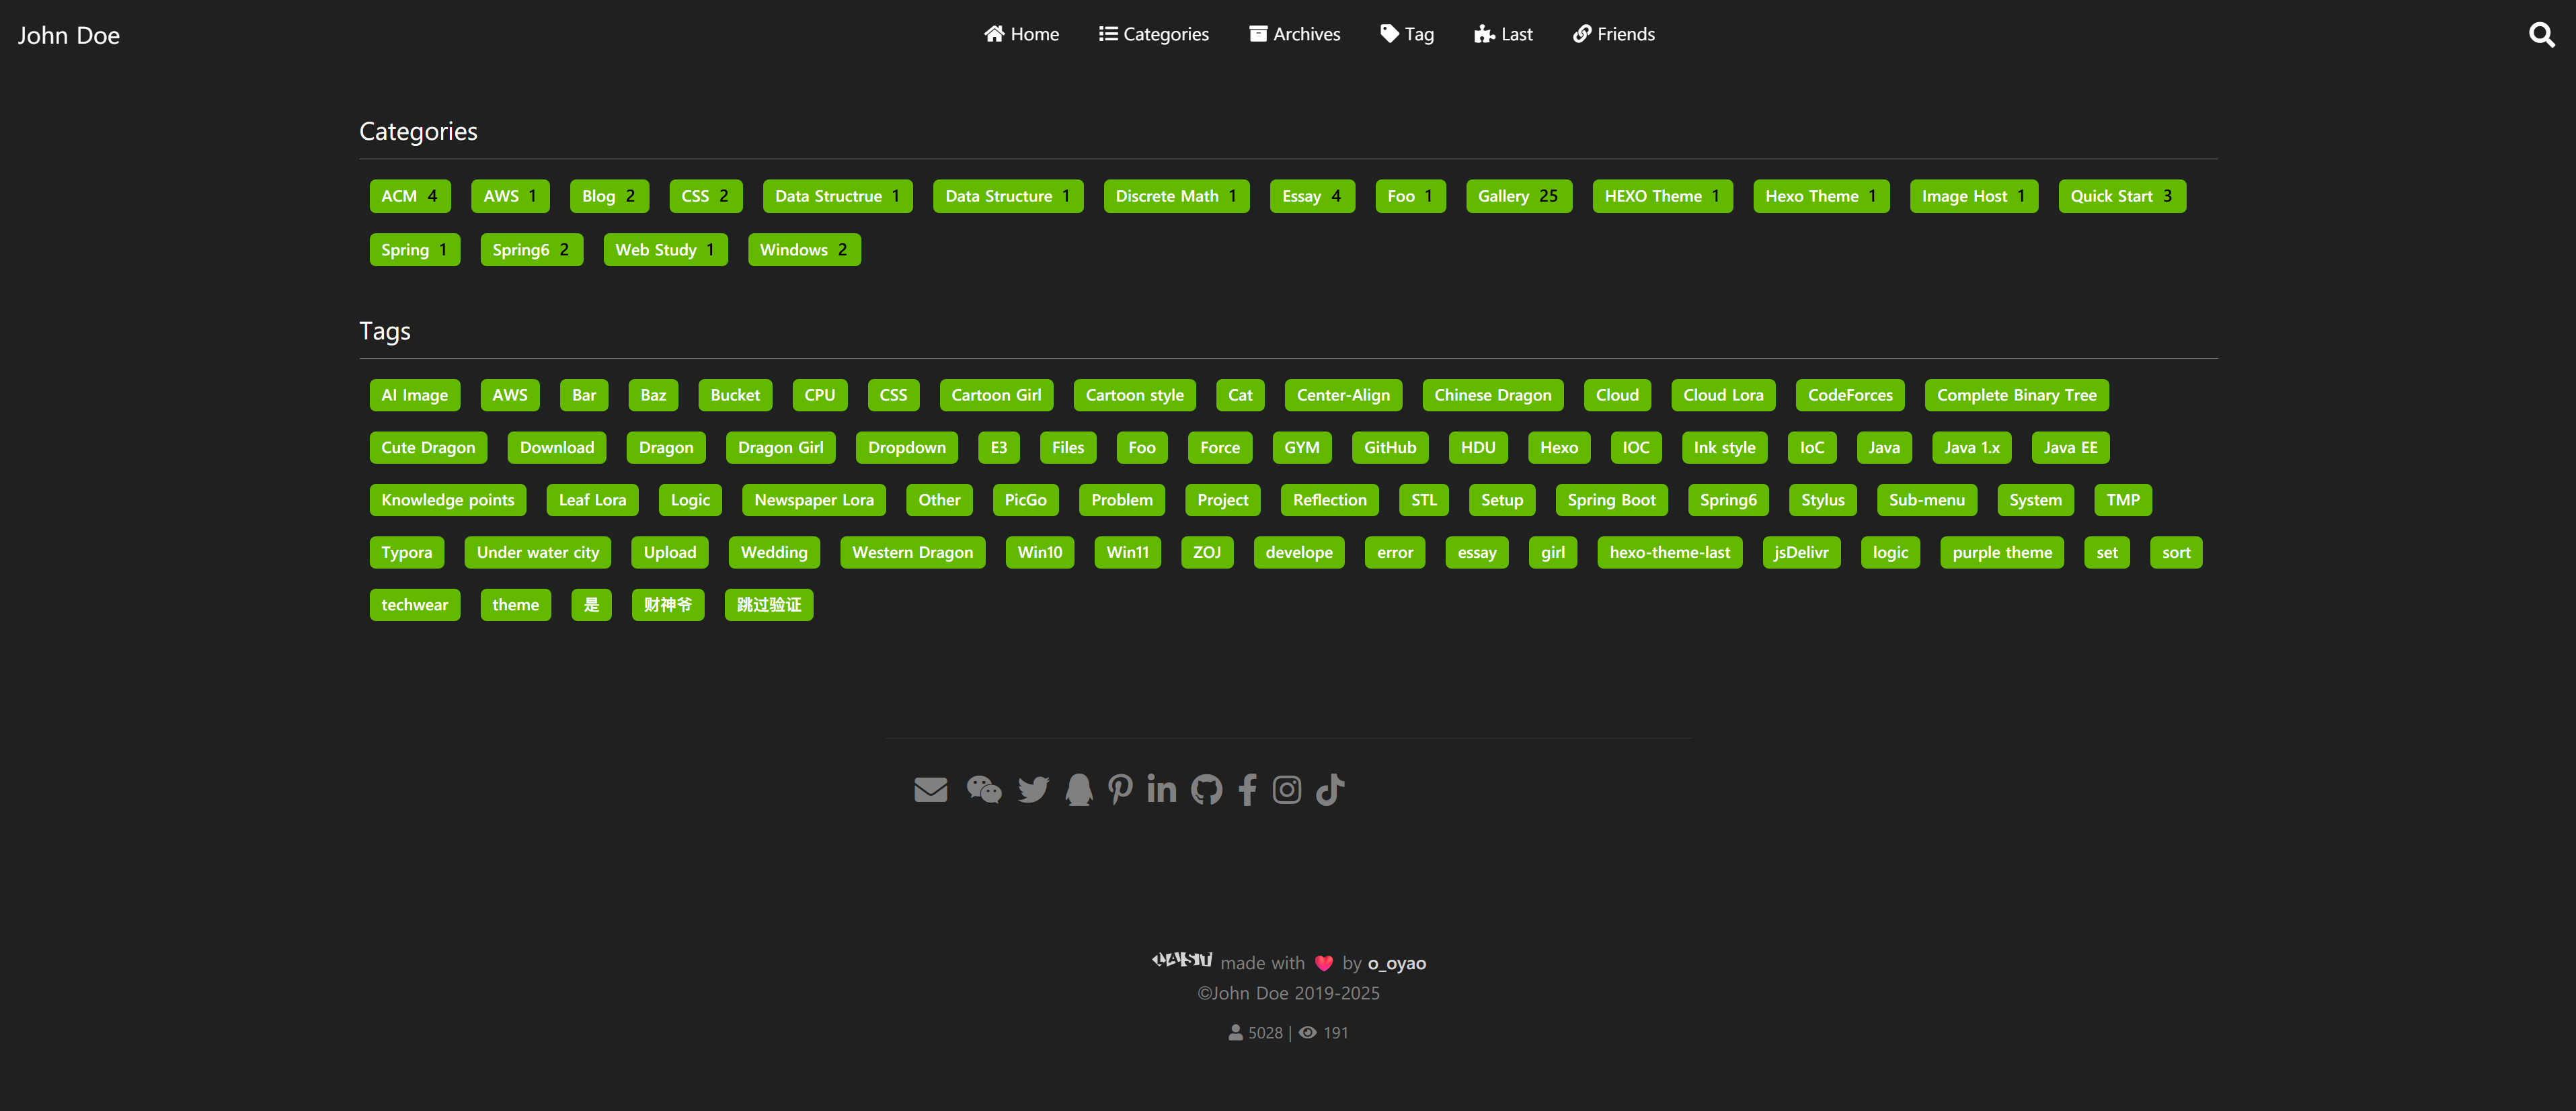 John Doe Home Categories Archives Tag Last Friends
Categories
ACM 4 AWS 1 Blog 2 CSS 2 Data Structrue 1 Data Structure 1 Discrete Math 1 Essay 4 Foo 1 Gallery 25 HEXO Theme 1 Hexo Theme 1 Image Host 1 Quick Start 3
Spring 1 Spring6 2 Web Study 1 Windows 2
Tags
AI Image AWS Bar Baz Bucket CPU CSS Cartoon Girl Cartoon style Cat Center-Align Chinese Dragon Cloud Cloud Lora CodeForces Complete Binary Tree
Cute Dragon Download Dragon Dragon Girl Dropdown E3 Files Foo Force GYM GitHub HDU Hexo IOC Ink style IoC Java Java 1.x Java EE
Knowledge points Leaf Lora Logic Newspaper Lora Other PicGo Problem Project Reflection STL Setup Spring Boot Spring6 Stylus Sub-menu System TMP
Typora Under water city Upload Wedding Western Dragon Win10 Win11 ZOJ develope error essay girl hexo-theme-last jsDelivr logic purple theme set sort
techwear theme 是 财神爷 跳过验证
made with ❤️ by o_oyao
©John Doe 2019-2025
5028 | 191